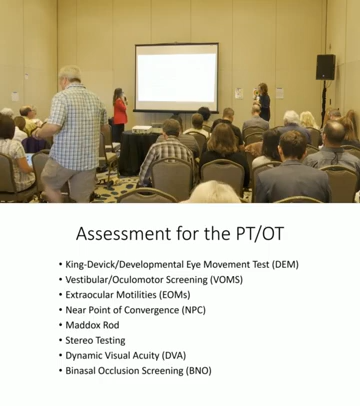 Assessment for the PT/OT
• King-Devick/Developmental Eye Movement Test (DEM)
• Vestibular/Oculomotor Screening (VOMS)
• Extraocular Motilities (EOMs)
• Near Point of Convergence (NPC)
• Maddox Rod
• Stereo Testing
• Dynamic Visual Acuity (DVA)
• Binasal Occlusion Screening (BNO)